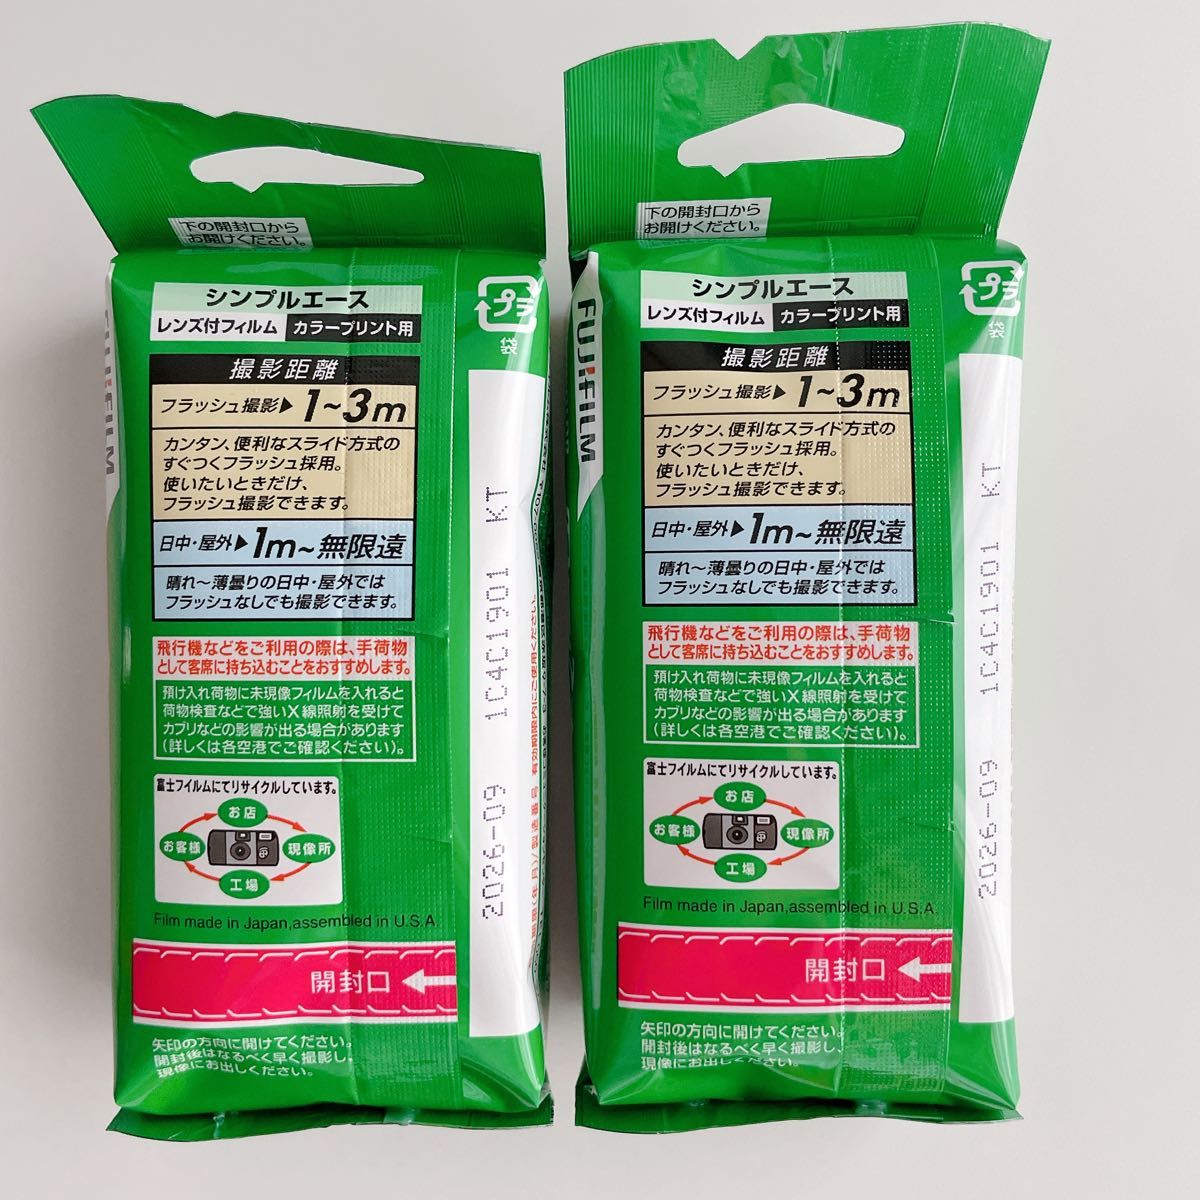 下の開封口から
お開けください。
シンプルエース
レンズ付フィルム カラープリント用
撮影距離
フラッシュ撮影▶1~3m
カンタン、便利なスライド方式の
すぐつくフラッシュ採用。
使いたいときだけ、
フラッシュ撮影できます。
日中・屋外▶1m~無限遠
晴れ~薄曇りの日中・屋外では
フラッシュなしでも撮影できます。
飛行機などをご利用の際は、手荷物
として客席に持ち込むことをおすすめします。
預け入れ荷物に未現像フィルムを入れると
荷物検査などで強いX線照射を受けて
カブリなどの影響が出る場合があります
(詳しくは各空港でご確認ください)。
富士フイルムにてリサイクルしています。
お店
お客様
現像所
工場
Film made in Japan,assembled in U.S.A.
開封口
矢印の方向に開けてください。
開封後はなるべく早く撮影し、
現像にお出しください。
プラ
袋
2026-09 1C4C1901 KT
FUJIFILM
下の開封口から
お開けください。
シンプルエース
レンズ付フィルム カラープリント用
撮影距離
フラッシュ撮影▶1~3m
カンタン、便利なスライド方式の
すぐつくフラッシュ採用。
使いたいときだけ、
フラッシュ撮影できます。
日中・屋外▶1m~無限遠
晴れ~薄曇りの日中・屋外では
フラッシュなしでも撮影できます。
飛行機などをご利用の際は、手荷物
として客席に持ち込むことをおすすめします。
預け入れ荷物に未現像フィルムを入れると
荷物検査などで強いX線照射を受けて
カブリなどの影響が出る場合があります
(詳しくは各空港でご確認ください)。
富士フイルムにてリサイクルしています。
お店
お客様
現像所
工場
Film made in Japan,assembled in U.S.A.
開封口
矢印の方向に開けてください。
開封後はなるべく早く撮影し、
現像にお出しください。
プラ
袋
2026-09 1C4C1901 KT
FUJIFILM